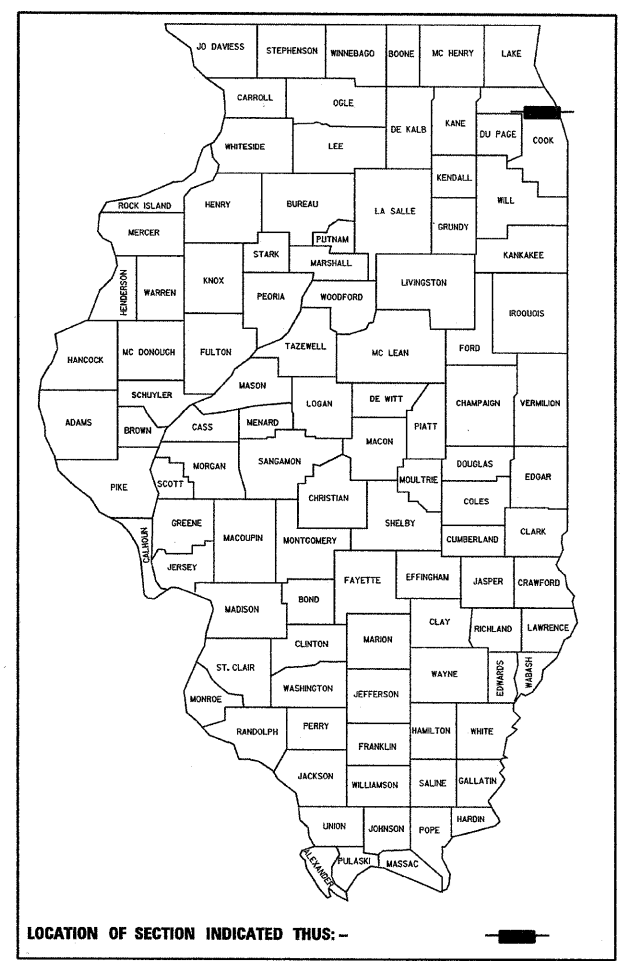 JO DAVIESS
STEPHENSON
WINNEBAGO
BOONE
MC HENRY
LAKE
CARROLL
OGLE
DE KALB
KANE
DU PAGE
COOK
WHITESIDE
LEE
KENDALL
ROCK ISLAND
HENRY
BUREAU
LA SALLE
WILL
MERCER
PUTNAM
GRUNDY
STARK
MARSHALL
KANKAKEE
HENDERSON
WARREN
KNOX
PEORIA
WOODFORD
LIVINGSTON
IROQUOIS
HANCOCK
MC DONOUGH
FULTON
TAZEWELL
MC LEAN
FORD
SCHUYLER
MASON
LOGAN
DE WITT
CHAMPAIGN
VERMILION
ADAMS
BROWN
CASS
MENARD
PIATT
MACON
PIKE
SCOTT
MORGAN
SANGAMON
MOULTRIE
DOUGLAS
EDGAR
CHRISTIAN
COLES
CALHOUN
GREENE
MACOUPIN
MONTGOMERY
SHELBY
CUMBERLAND
CLARK
JERSEY
FAYETTE
EFFINGHAM
JASPER
CRAWFORD
MADISON
BOND
CLAY
RICHLAND
LAWRENCE
CLINTON
MARION
ST. CLAIR
WAYNE
EDWARDS
WABASH
MONROE
WASHINGTON
JEFFERSON
RANDOLPH
PERRY
HAMILTON
WHITE
FRANKLIN
JACKSON
WILLIAMSON
SALINE
GALLATIN
UNION
JOHNSON
POPE
HARDIN
ALEXANDER
PULASKI
MASSAC
LOCATION OF SECTION INDICATED THUS: –